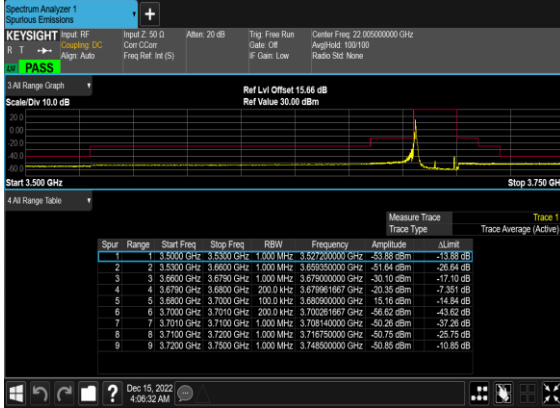 Spectrum Analyzer 1
Spurious Emissions
+
KEYSIGHT Input: RF Input Z: 50 Ω Atten: 20 dB Trig: Free Run Center Freq: 22.005000000 GHz
R T Coupling: DC Corr CCorr Gate: Off Avg|Hold: 100/100
Align: Auto Freq Ref: Int (S) IF Gain: Low Radio Std: None
PASS
3 All Range Graph
Ref Lvl Offset 15.66 dB
Scale/Div 10.0 dB Ref Value 30.00 dBm
20.0
0.00
-20.0
-40.0
-60.0
Start 3.500 GHz Stop 3.750 GH
4 All Range Table
Measure Trace Trace 1
Trace Type Trace Average (Active)
Spur Range Start Freq Stop Freq RBW Frequency Amplitude ΔLimit
1 1 3.5000 GHz 3.5300 GHz 1.000 MHz 3.527200000 GHz -53.88 dBm -13.88 dB
2 2 3.5300 GHz 3.6600 GHz 1.000 MHz 3.659350000 GHz -51.64 dBm -26.64 dB
3 3 3.6600 GHz 3.6790 GHz 1.000 MHz 3.679000000 GHz -30.10 dBm -17.10 dB
4 4 3.6790 GHz 3.6800 GHz 200.0 kHz 3.679961667 GHz -20.35 dBm -7.351 dB
5 5 3.6800 GHz 3.7000 GHz 100.0 kHz 3.680900000 GHz 15.16 dBm -14.84 dB
6 6 3.7000 GHz 3.7010 GHz 200.0 kHz 3.700261667 GHz -56.62 dBm -43.62 dB
7 7 3.7010 GHz 3.7100 GHz 1.000 MHz 3.708140000 GHz -50.26 dBm -37.26 dB
8 8 3.7100 GHz 3.7200 GHz 1.000 MHz 3.716750000 GHz -50.75 dBm -25.75 dB
9 9 3.7200 GHz 3.7500 GHz 1.000 MHz 3.748500000 GHz -50.85 dBm -10.85 dB
? Dec 15, 2022
4:06:32 AM